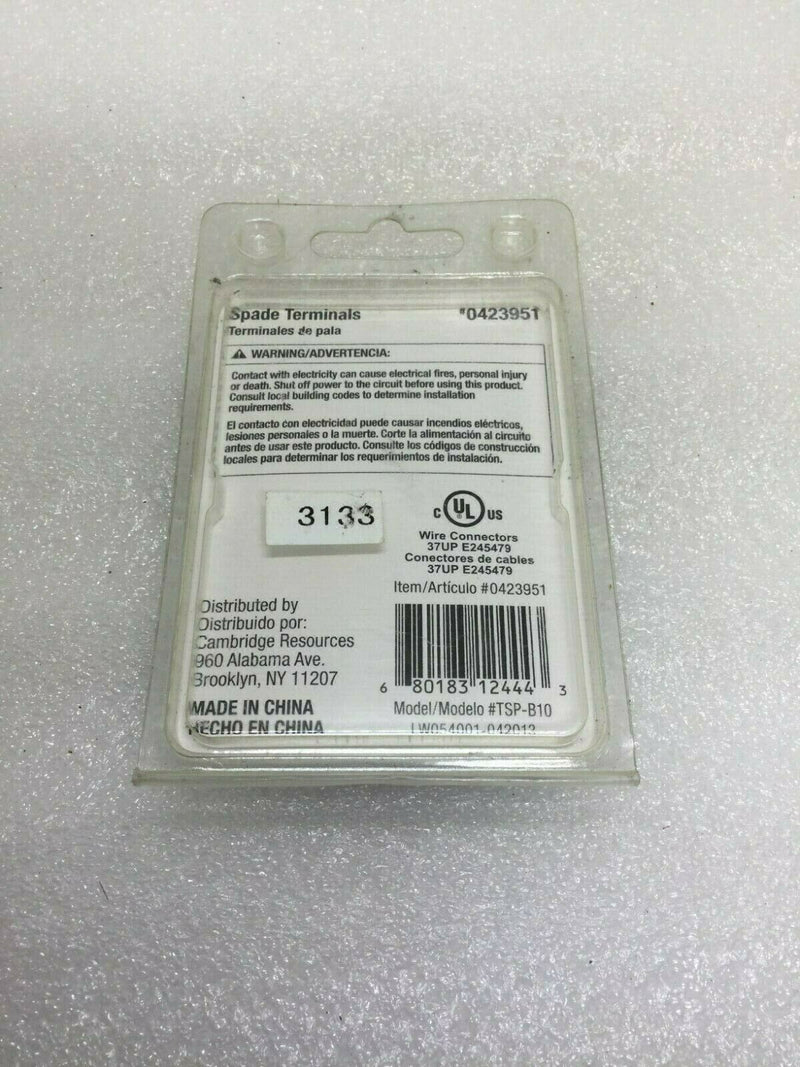 Spade Terminals #0423951
Terminales de pala
WARNING/ADVERTENCIA:
Contact with electricity can cause electrical fires, personal injury
or death. Shut off power to the circuit before using this product.
Consult local building codes to determine installation
requirements.
El contacto con electricidad puede causar incendios eléctricos,
lesiones personales o la muerte. Corte la alimentación al circuito
antes de usar este producto. Consulte los códigos de construcción
locales para determinar los requerimientos de instalación.
3133
C UL US
Wire Connectors
37UP E245479
Conectores de cables
37UP E245479
Item/Artículo #0423951
Distributed by
Distribuido por:
Cambridge Resources
960 Alabama Ave.
Brooklyn, NY 11207
MADE IN CHINA
HECHO EN CHINA
6 80183 12444 3
Model/Modelo #TSP-B10
LW054001-042013